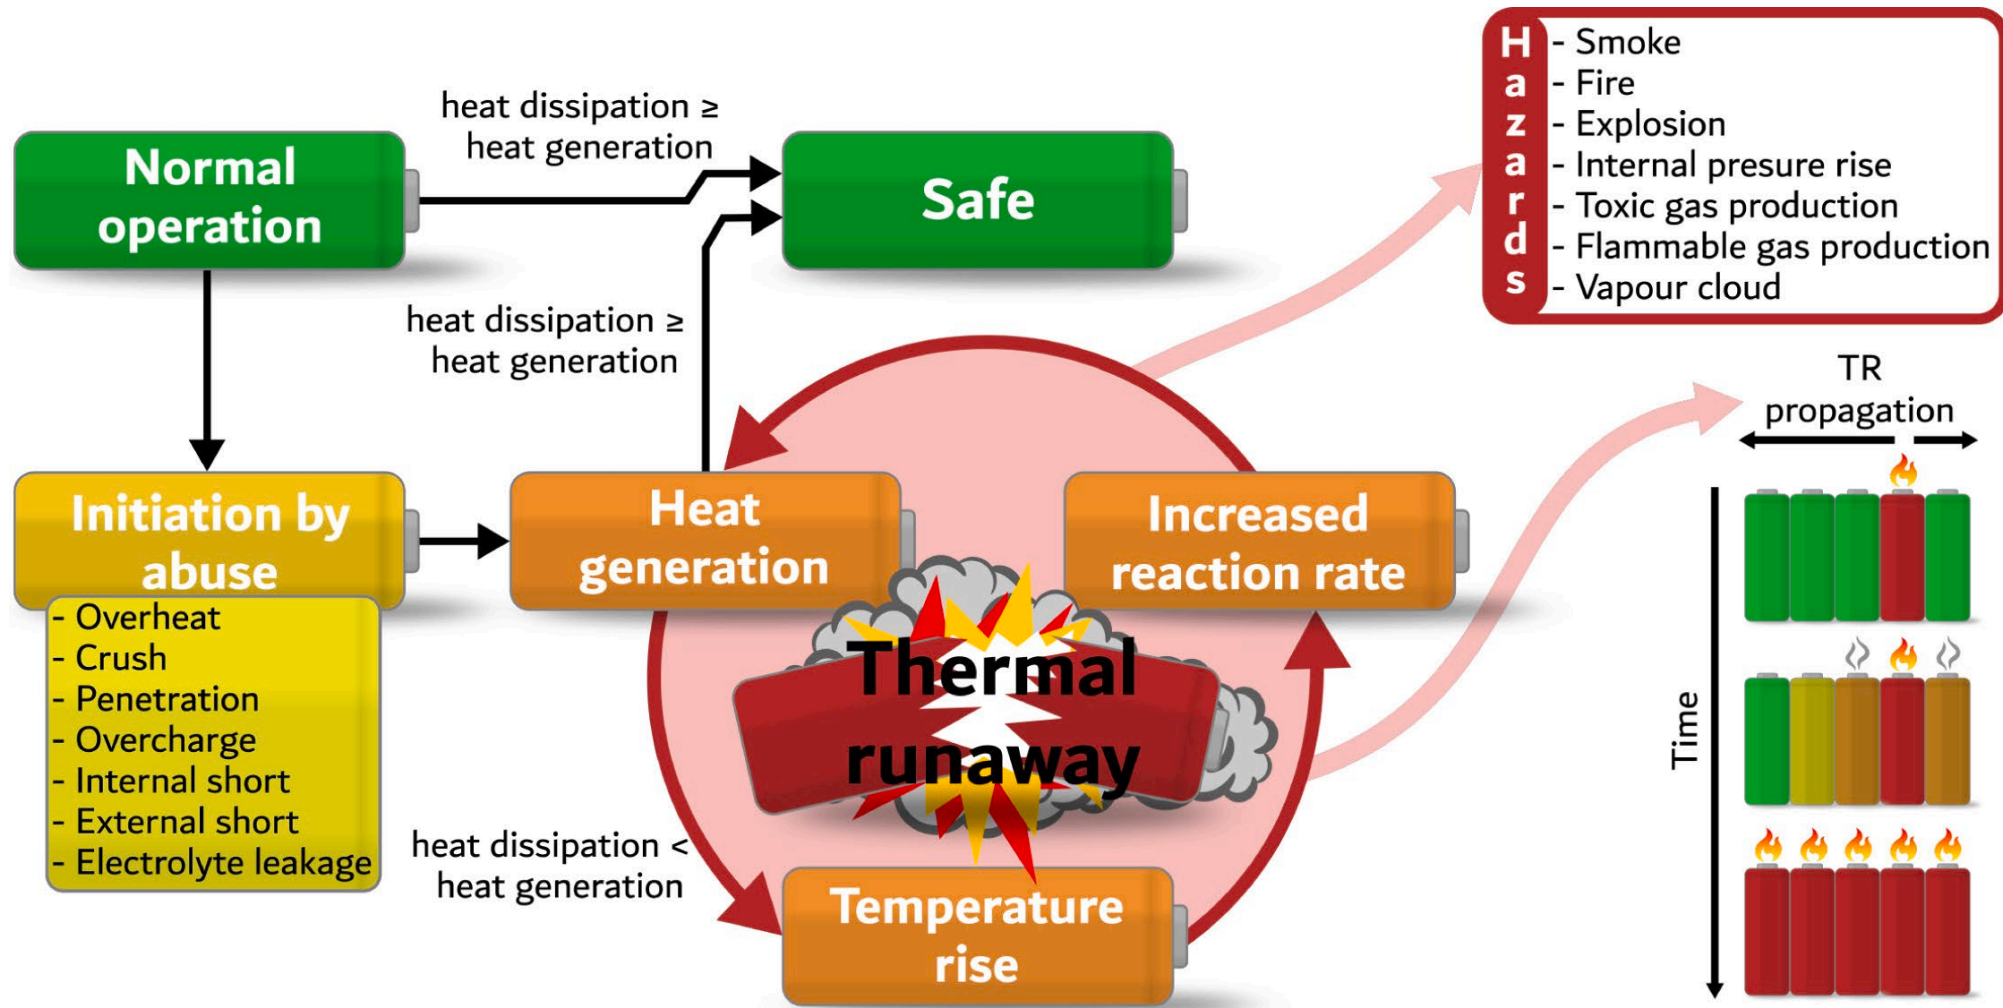 Normal
operation
heat dissipation ≥
heat generation
Safe
heat dissipation ≥
heat generation
Initiation by
abuse
- Overheat
- Crush
- Penetration
- Overcharge
- Internal short
- External short
- Electrolyte leakage
Heat
generation
Increased
reaction rate
Thermal
runaway
heat dissipation <
heat generation
Temperature
rise
Hazards
- Smoke
- Fire
- Explosion
- Internal presure rise
- Toxic gas production
- Flammable gas production
- Vapour cloud
TR
propagation
Time